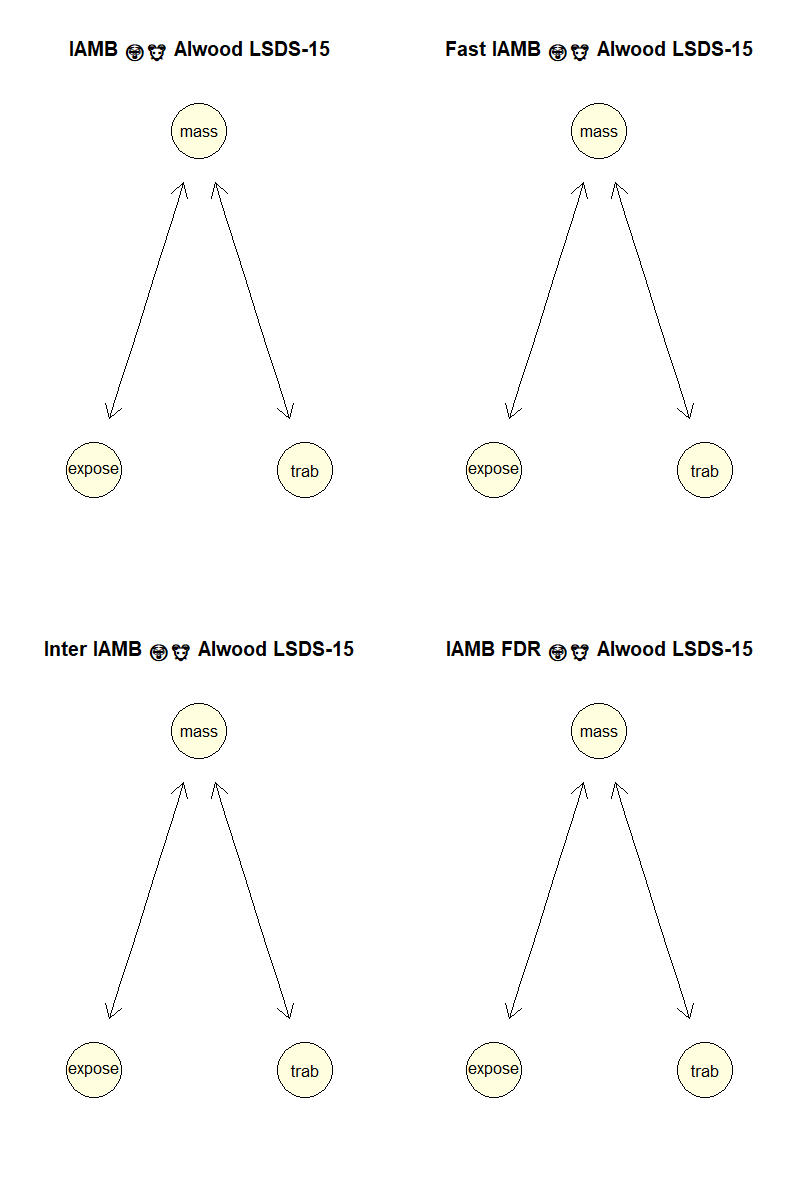 IAMB 💀🐭 Alwood LSDS-15
Fast IAMB 💀🐭 Alwood LSDS-15
mass
mass
expose
trab
expose
trab
Inter IAMB 💀🐭 Alwood LSDS-15
IAMB FDR 💀🐭 Alwood LSDS-15
mass
mass
expose
trab
expose
trab